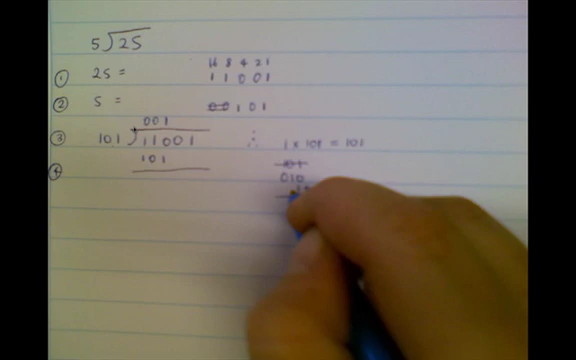 5)25
16 8 4 2 1
① 25 = 1 1 0 0 1
② 5 = 0 0 1 0 1
001
③ 101)11001 ∴ 1 x 101 = 101
101
④
010